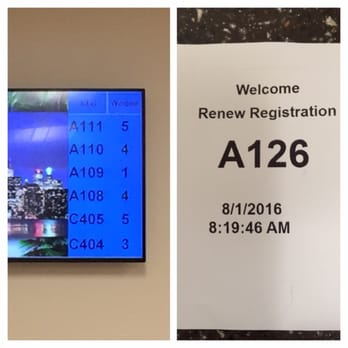 A111 5
A110 4
A109 1
A108 4
C405 5
C404 3
Welcome
Renew Registration
A126
8/1/2016
8:19:46 AM